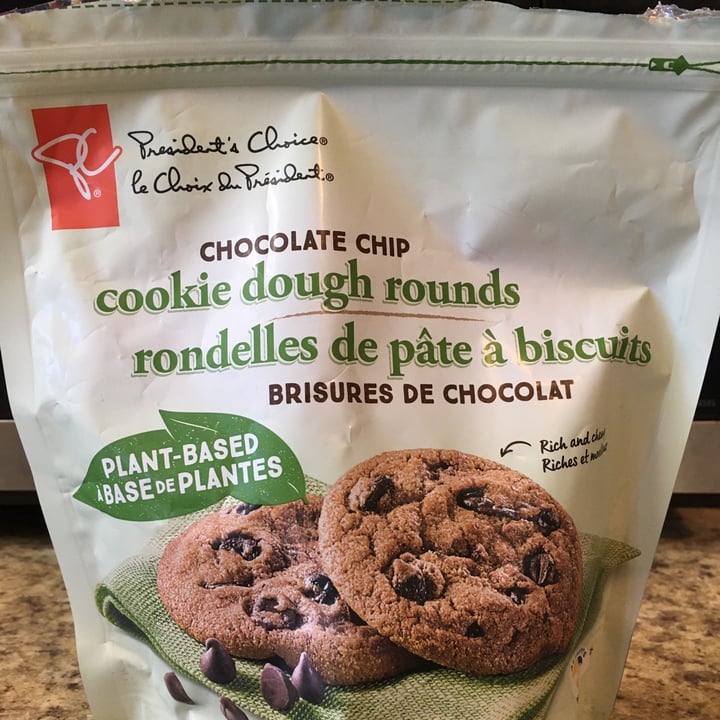 PC®
President's Choice®
le Choix du Président®
CHOCOLATE CHIP
cookie dough rounds
rondelles de pâte à biscuits
BRISURES DE CHOCOLAT
PLANT-BASED
À BASE DE PLANTES
Rich and
Riches et